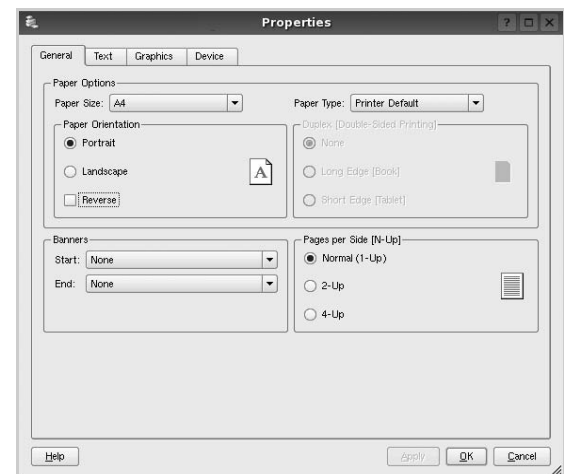 Properties
General Text Graphics Device
Paper Options
Paper Size: A4 Paper Type: Printer Default
Paper Orientation Duplex [Double-Sided Printing]
Portrait None
Landscape A Long Edge [Book]
Reverse Short Edge [Tablet]
Banners Pages per Side [N-Up]
Start: None Normal (1-Up)
End: None 2-Up
4-Up
Help Apply OK Cancel